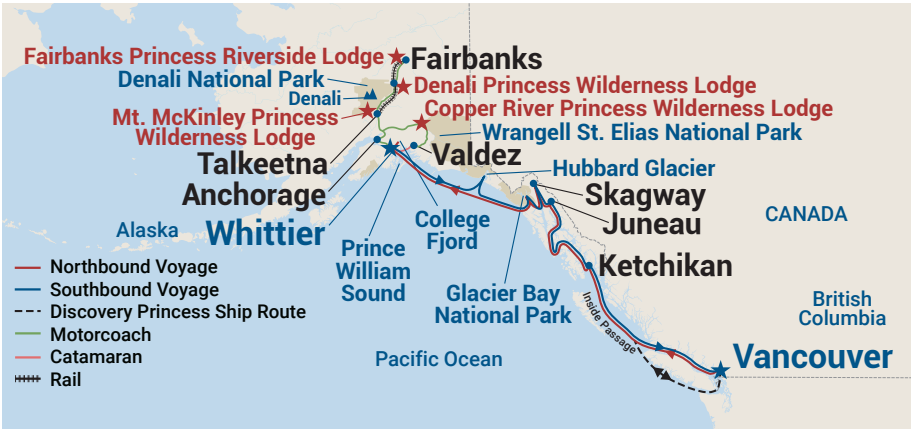 Fairbanks Princess Riverside Lodge
Fairbanks
Denali National Park
Denali
Denali Princess Wilderness Lodge
Mt. McKinley Princess
Wilderness Lodge
Copper River Princess Wilderness Lodge
Wrangell St. Elias National Park
Talkeetna
Valdez
Anchorage
Hubbard Glacier
Skagway
Juneau
CANADA
Alaska
Whittier
College
Fjord
Prince
William
Sound
Ketchikan
Glacier Bay
National Park
Inside Passage
British
Columbia
Northbound Voyage
Southbound Voyage
Discovery Princess Ship Route
Motorcoach
Catamaran
Rail
Pacific Ocean
Vancouver